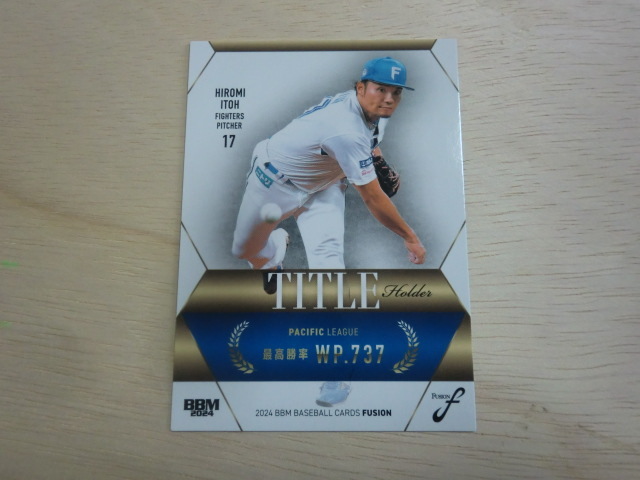 HIROMI
ITOH
FIGHTERS
PITCHER
17
F
TITLE
Holder
PACIFIC LEAGUE
最高勝率 WP.737
BBM
2024
2024 BBM BASEBALL CARDS FUSION
FUSION
f